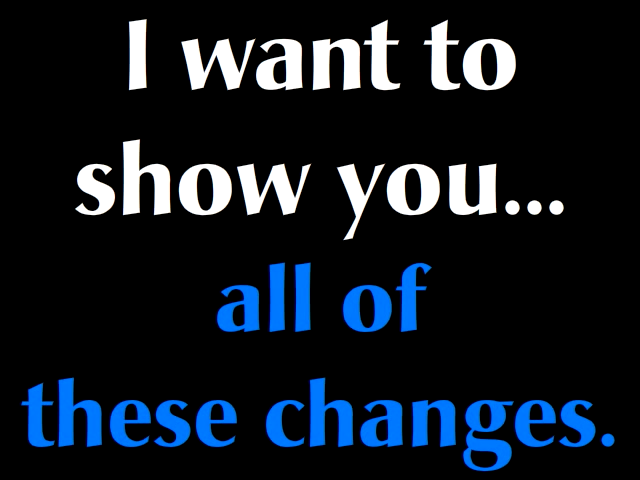 I want to
show you...
all of
these changes.